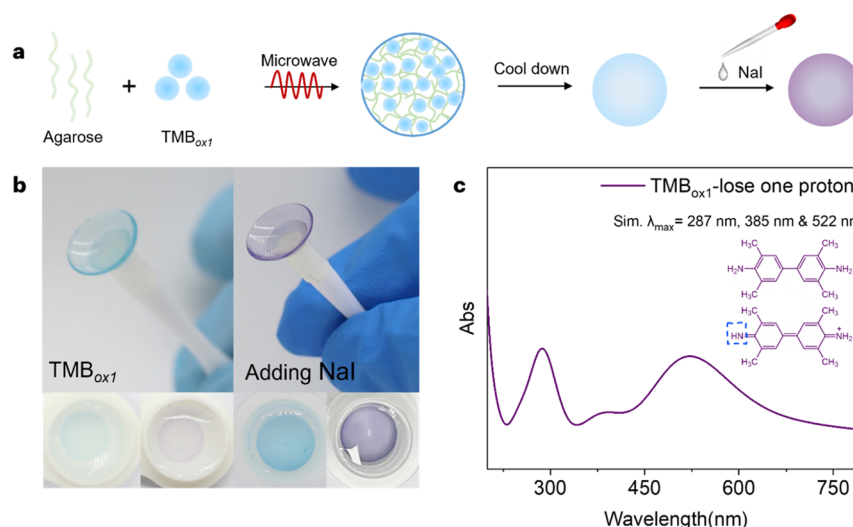 a
Agarose
+
TMBox1
Microwave
Cool down
NaI
b
TMBox1
Adding NaI
c
TMBox1-lose one proton
Sim. λmax= 287 nm, 385 nm & 522 nm
CH3
H3C
H2N
NH2
CH3
H3C
CH3
H3C
HN
+
NH2
CH3
H3C
Abs
300
450
600
750
Wavelength(nm)